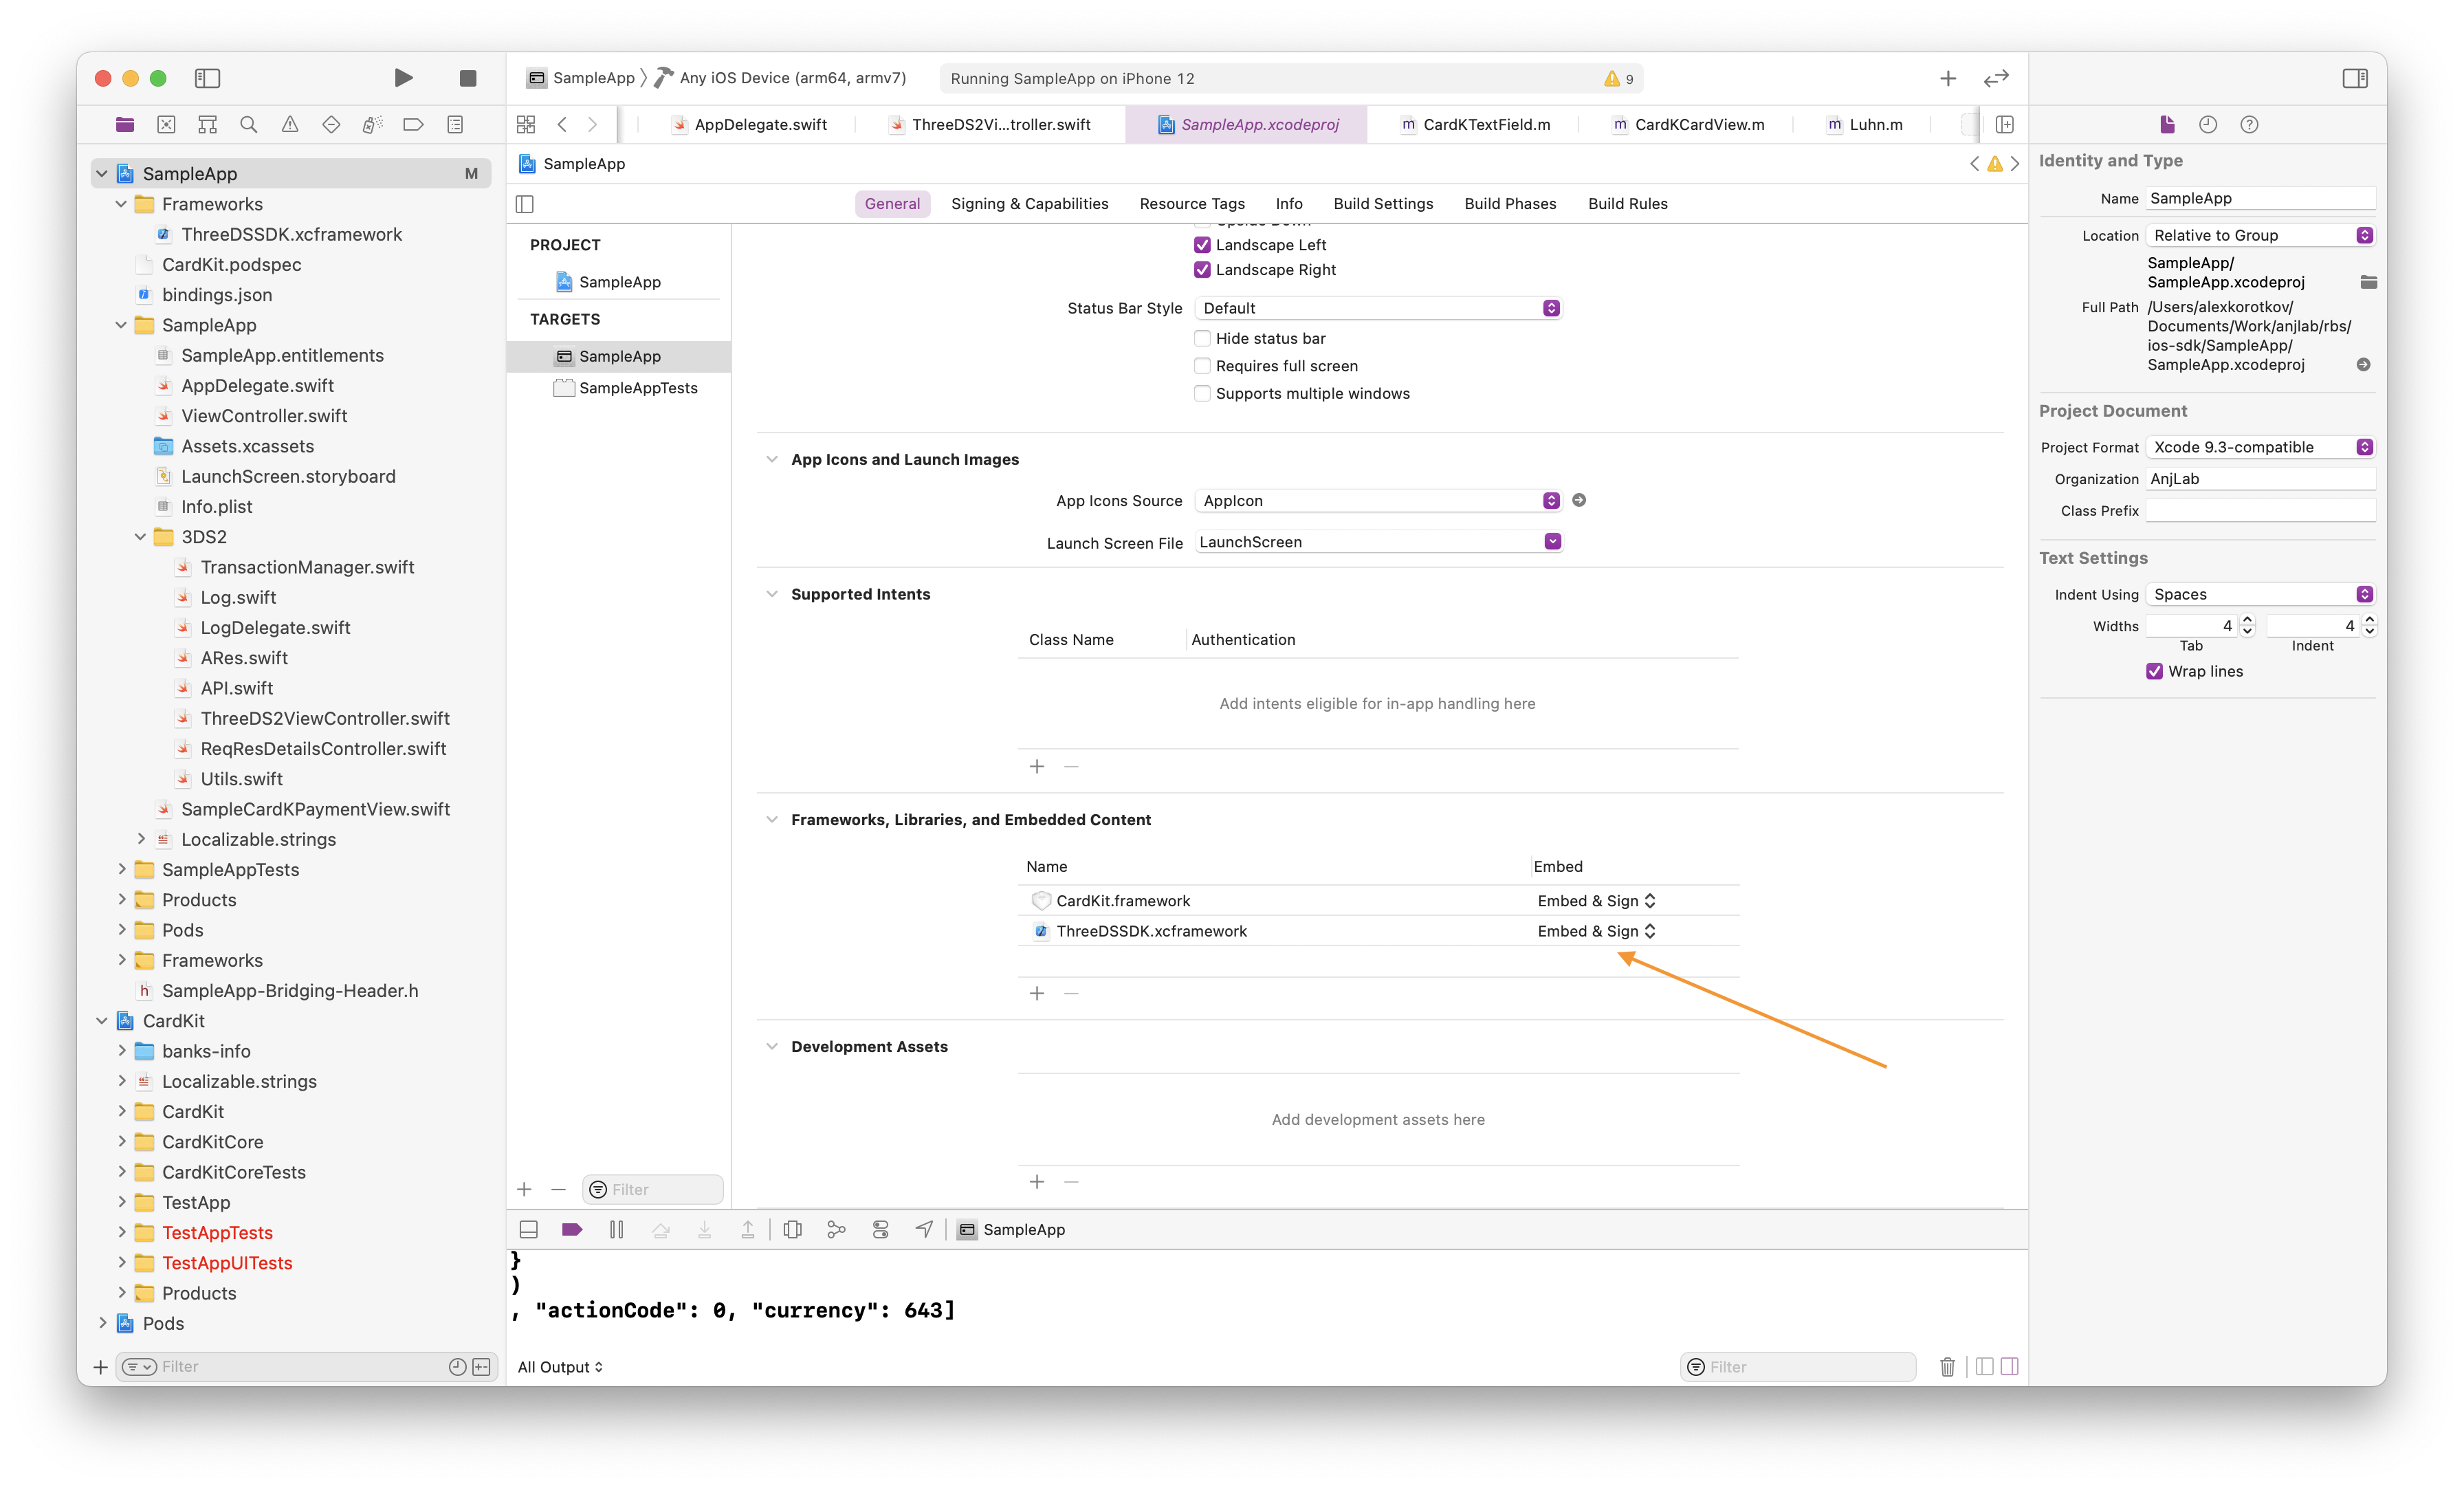 SampleApp
Any iOS Device (arm64, armv7)
Running SampleApp on iPhone 12
9
AppDelegate.swift
ThreeDS2Vi...troller.swift
SampleApp.xcodeproj
CardKTextField.m
CardKCardView.m
Luhn.m
SampleApp
M
Frameworks
ThreeDSSDK.xcframework
CardKit.podspec
bindings.json
SampleApp
SampleApp.entitlements
AppDelegate.swift
ViewController.swift
Assets.xcassets
LaunchScreen.storyboard
Info.plist
3DS2
TransactionManager.swift
Log.swift
LogDelegate.swift
ARes.swift
API.swift
ThreeDS2ViewController.swift
ReqResDetailsController.swift
Utils.swift
SampleCardKPaymentView.swift
Localizable.strings
SampleAppTests
Products
Pods
Frameworks
SampleApp-Bridging-Header.h
CardKit
banks-info
Localizable.strings
CardKit
CardKitCore
CardKitCoreTests
TestApp
TestAppTests
TestAppUITests
Products
Pods
Filter
SampleApp
General
Signing & Capabilities
Resource Tags
Info
Build Settings
Build Phases
Build Rules
PROJECT
SampleApp
TARGETS
SampleApp
SampleAppTests
Filter
Upside Down
Landscape Left
Landscape Right
Status Bar Style
Default
Hide status bar
Requires full screen
Supports multiple windows
App Icons and Launch Images
App Icons Source
AppIcon
Launch Screen File
LaunchScreen
Supported Intents
Class Name
Authentication
Add intents eligible for in-app handling here
Frameworks, Libraries, and Embedded Content
Name
Embed
CardKit.framework
Embed & Sign
ThreeDSSDK.xcframework
Embed & Sign
Development Assets
Add development assets here
SampleApp
}
)
, "actionCode": 0, "currency": 643]
All Output
Filter
Identity and Type
Name
SampleApp
Location
Relative to Group
SampleApp/
SampleApp.xcodeproj
Full Path
/Users/alexkorotkov/
Documents/Work/anjlab/rbs/
ios-sdk/SampleApp/
SampleApp.xcodeproj
Project Document
Project Format
Xcode 9.3-compatible
Organization
AnjLab
Class Prefix
Text Settings
Indent Using
Spaces
Widths
4
4
Tab
Indent
Wrap lines